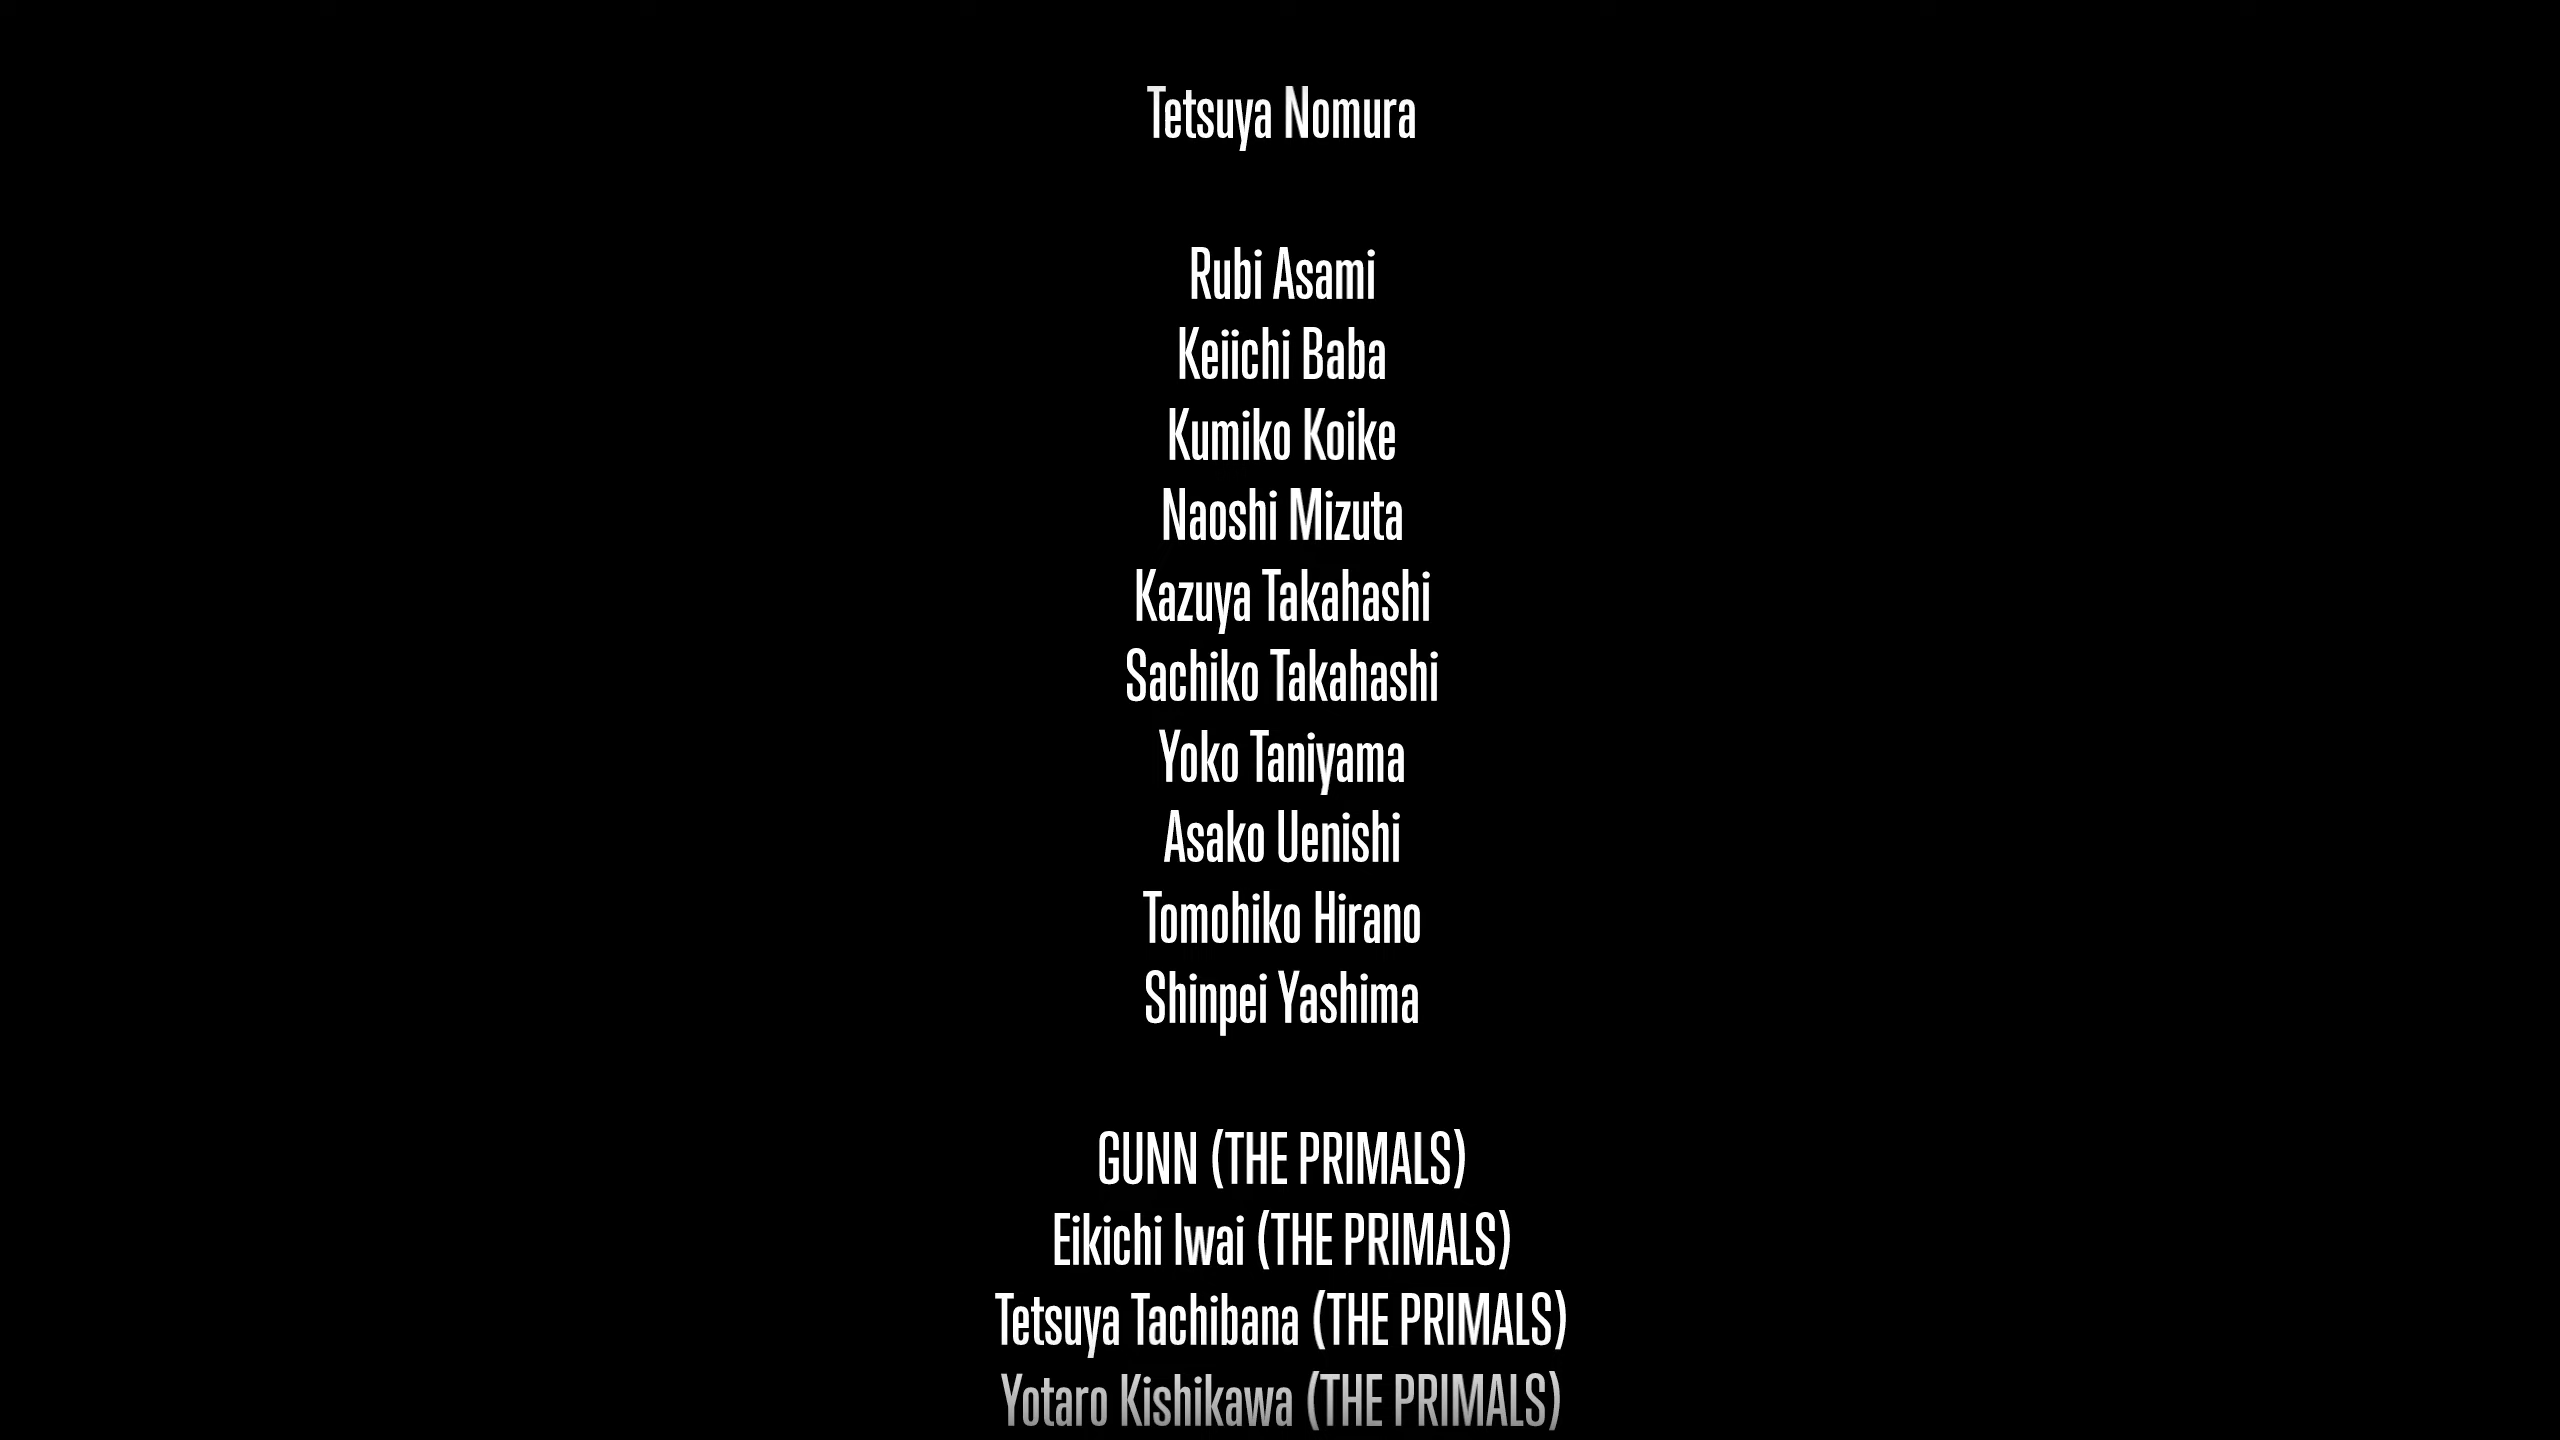 Tetsuya Nomura
Rubi Asami
Keiichi Baba
Kumiko Koike
Naoshi Mizuta
Kazuya Takahashi
Sachiko Takahashi
Yoko Taniyama
Asako Uenishi
Tomohiko Hirano
Shinpei Yashima
GUNN (THE PRIMALS)
Eikichi Iwai (THE PRIMALS)
Tetsuya Tachibana (THE PRIMALS)
Yotaro Kishikawa (THE PRIMALS)